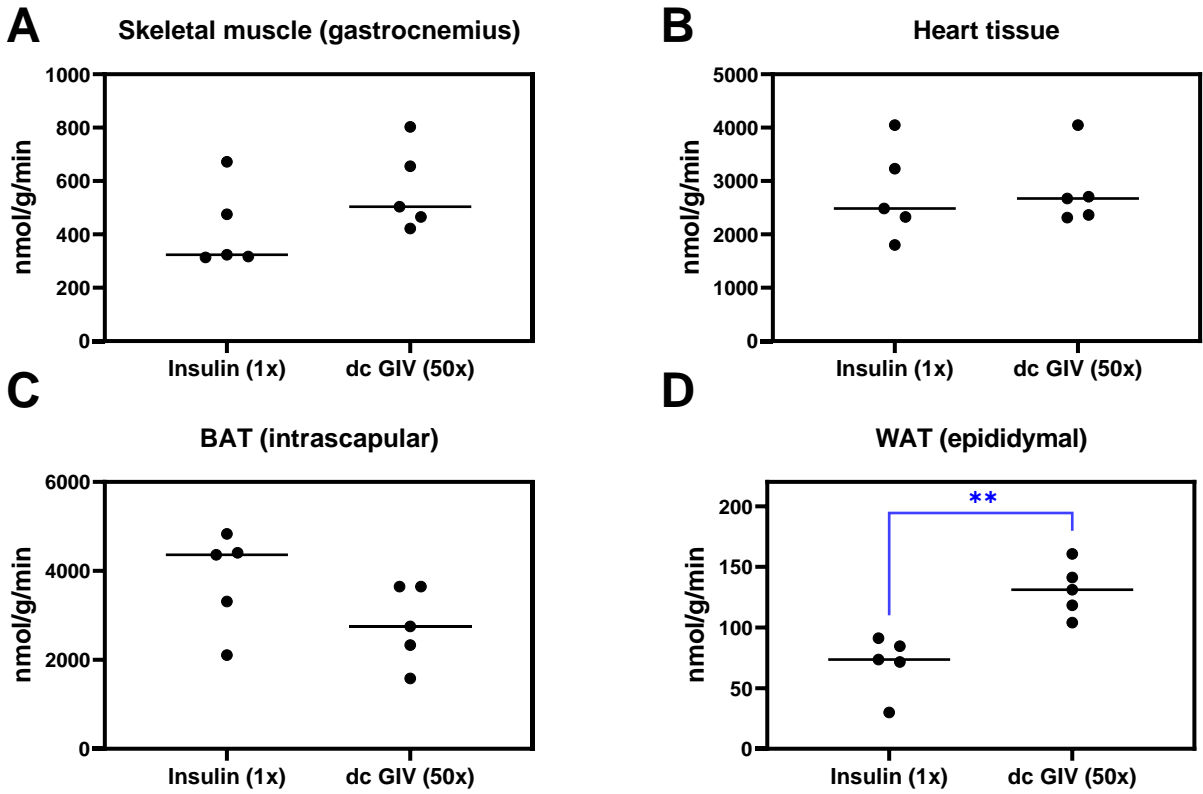 A
Skeletal muscle (gastrocnemius)
nmol/g/min
1000
800
600
400
200
0
Insulin (1x)
dc GIV (50x)
B
Heart tissue
nmol/g/min
5000
4000
3000
2000
1000
0
Insulin (1x)
dc GIV (50x)
C
BAT (intrascapular)
nmol/g/min
6000
4000
2000
0
Insulin (1x)
dc GIV (50x)
D
WAT (epididymal)
nmol/g/min
200
150
100
50
0
**
Insulin (1x)
dc GIV (50x)